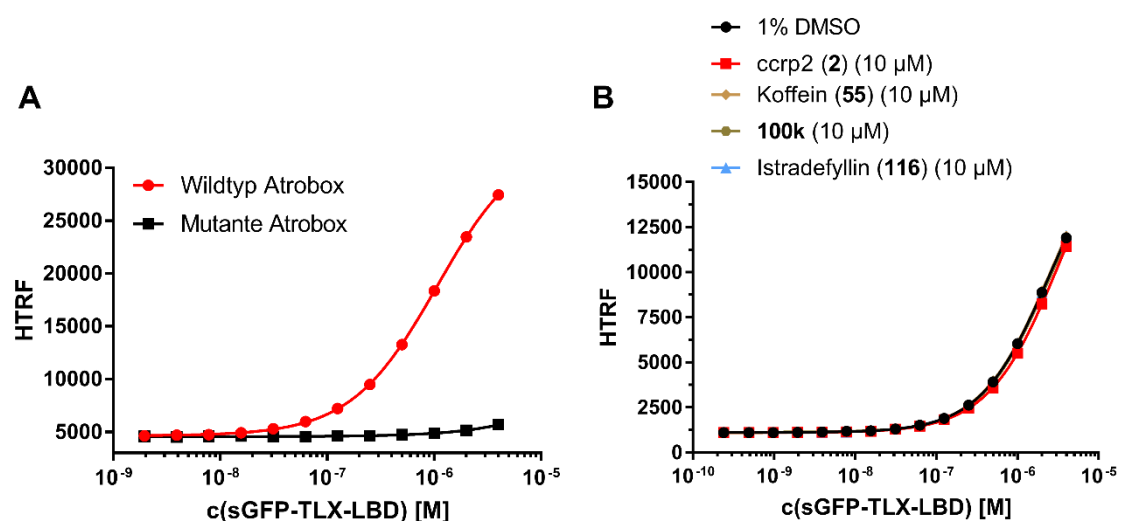 A
30000
25000
20000
15000
10000
5000
HTRF
Wildtyp Atrobox
Mutante Atrobox
10⁻⁹ 10⁻⁸ 10⁻⁷ 10⁻⁶ 10⁻⁵
c(sGFP-TLX-LBD) [M]
B
1% DMSO
ccrp2 (2) (10 µM)
Koffein (55) (10 µM)
100k (10 µM)
Istradefyllin (116) (10 µM)
15000
12500
10000
7500
5000
2500
0
HTRF
10⁻¹⁰ 10⁻⁹ 10⁻⁸ 10⁻⁷ 10⁻⁶ 10⁻⁵
c(sGFP-TLX-LBD) [M]